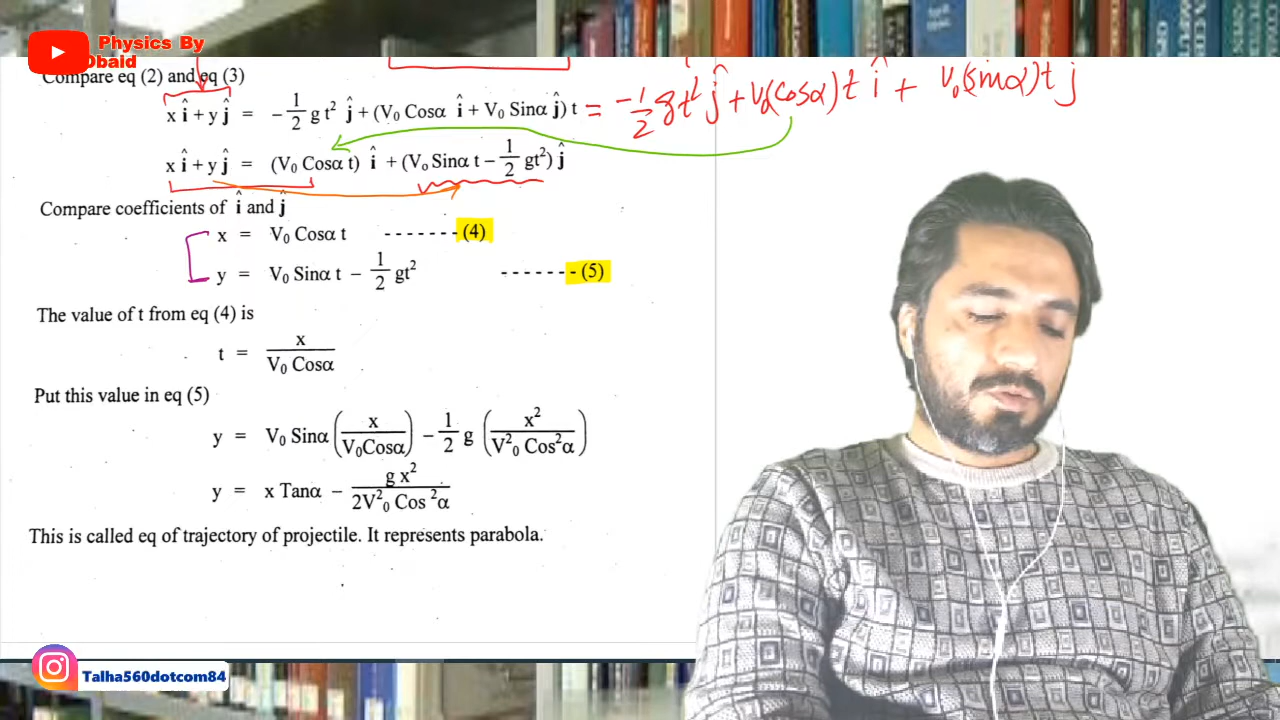 Physics By
Obaid
Compare eq (2) and eq (3)
x î + y ĵ = − 1/2 g t² ĵ + (V₀ Cosα î + V₀ Sinα ĵ) t = −1/2 gt² ĵ + V₀(cosα) t î + V₀(sinα) t ĵ
x î + y ĵ = (V₀ Cosα t) î + (Vₒ Sinα t − 1/2 gt²) ĵ
Compare coefficients of î and ĵ
x = V₀ Cosα t - - - - - - - (4)
y = V₀ Sinα t − 1/2 gt² - - - - - - - (5)
The value of t from eq (4) is
t = x / V₀ Cosα
Put this value in eq (5)
y = V₀ Sinα (x / V₀Cosα) − 1/2 g (x² / V²₀ Cos²α)
y = x Tanα − g x² / 2V²₀ Cos ²α
This is called eq of trajectory of projectile. It represents parabola.
Talha560dotcom84